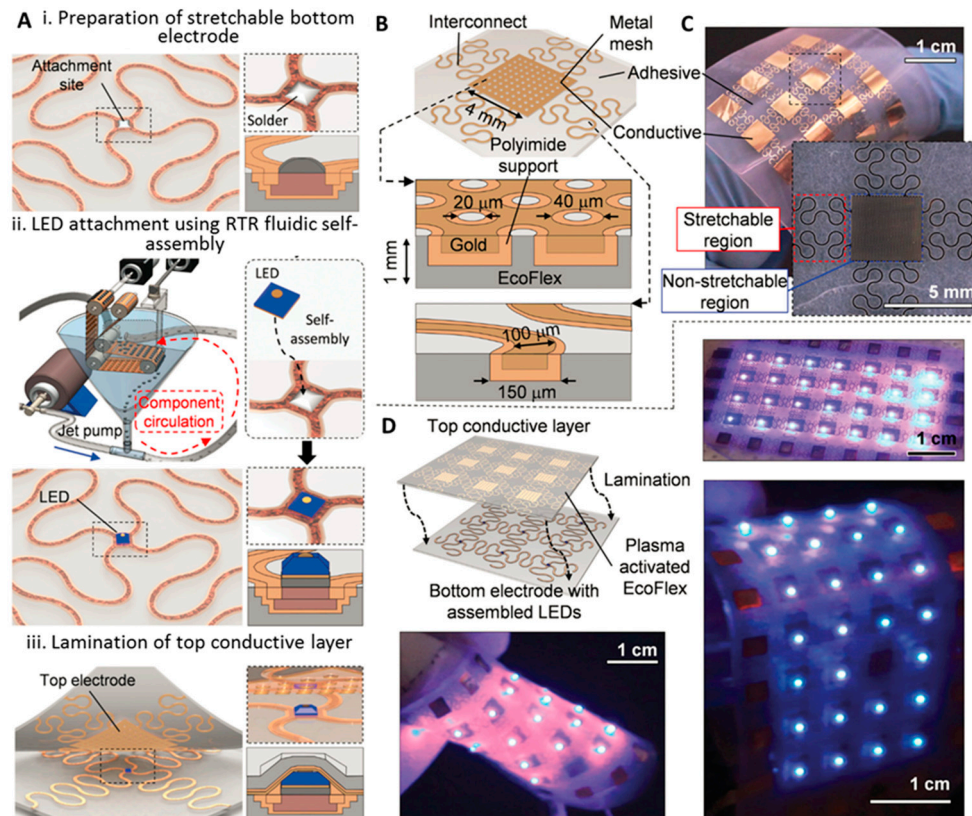 A
i. Preparation of stretchable bottom
electrode
Attachment
site
Solder
ii. LED attachment using RTR fluidic self-
assembly
LED
Self-
assembly
Component
circulation
Jet pump
LED
iii. Lamination of top conductive layer
Top electrode
B
Interconnect
Metal
mesh
4 mm
Polyimide
support
20 μm
40 μm
Gold
1 mm
EcoFlex
100 μm
150 μm
C
1 cm
Adhesive
Conductive
Stretchable
region
Non-stretchable
region
5 mm
1 cm
D
Top conductive layer
Lamination
Plasma
activated
EcoFlex
Bottom electrode with
assembled LEDs
1 cm
1 cm